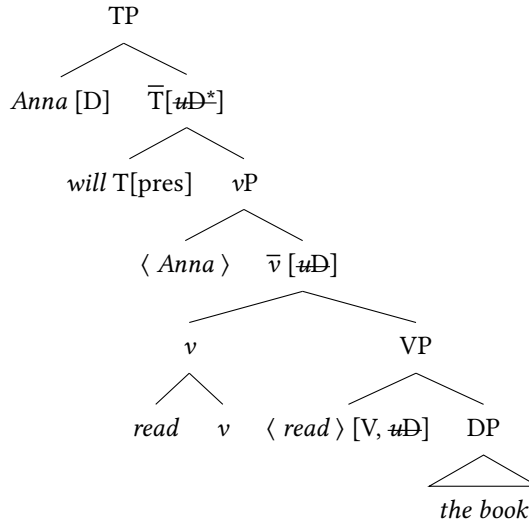 TP
Anna [D] T̅[uD*]
will T[pres] vP
⟨ Anna ⟩ v̅ [uD]
v VP
read v ⟨ read ⟩ [V, uD] DP
the book